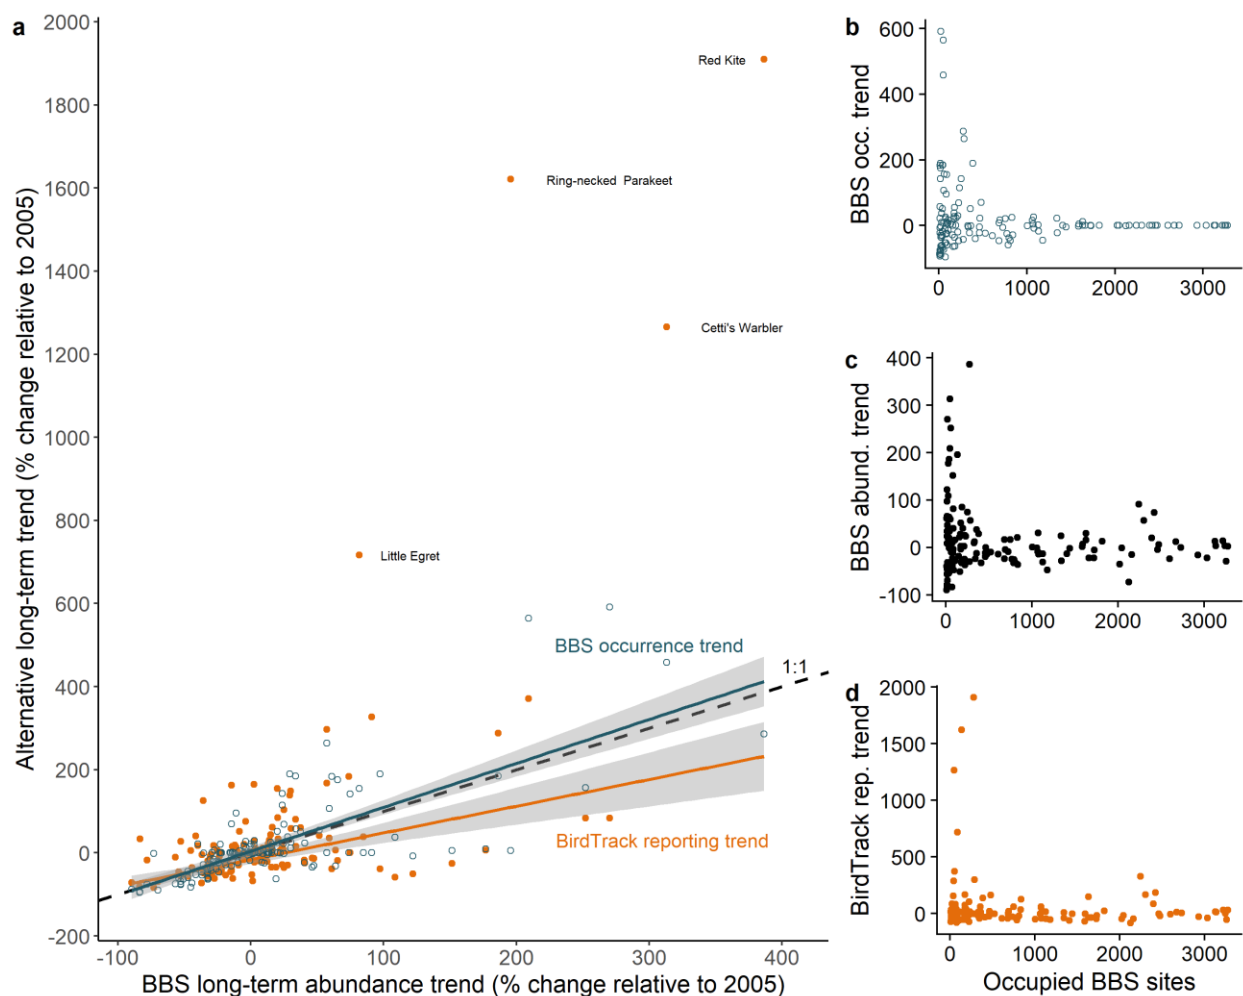 a
Alternative long-term trend (% change relative to 2005)
2000
1800
1600
1400
1200
1000
800
600
400
200
0
-200
Red Kite
Ring-necked Parakeet
Cetti's Warbler
Little Egret
BBS occurrence trend
1:1
BirdTrack reporting trend
-100 0 100 200 300 400
BBS long-term abundance trend (% change relative to 2005)
b
BBS occ. trend
600
400
200
0
0 1000 2000 3000
c
BBS abund. trend
400
300
200
100
0
-100
0 1000 2000 3000
d
BirdTrack rep. trend
2000
1500
1000
500
0
0 1000 2000 3000
Occupied BBS sites